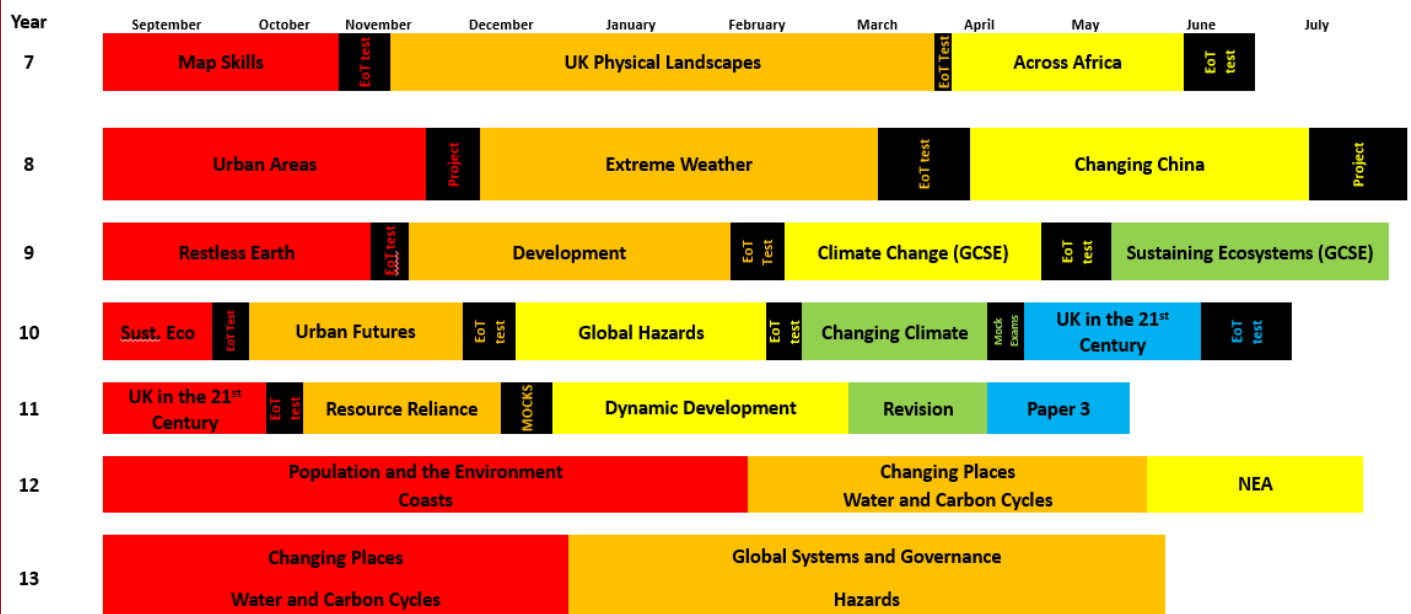 Year
September October November December January February March April May June July
7
Map Skills
EoT test
UK Physical Landscapes
EoT Test
Across Africa
EoT
test
8
Urban Areas
Project
Extreme Weather
EoT test
Changing China
Project
9
Restless Earth
EoT test
Development
EoT
Test
Climate Change (GCSE)
EoT
test
Sustaining Ecosystems (GCSE)
10
Sust. Eco
EoT Test
Urban Futures
EoT
test
Global Hazards
EoT
test
Changing Climate
Mock
Exams
UK in the 21st
Century
EoT
test
11
UK in the 21st
Century
EoT
test
Resource Reliance
MOCKS
Dynamic Development
Revision
Paper 3
12
Population and the Environment
Coasts
Changing Places
Water and Carbon Cycles
NEA
13
Changing Places
Water and Carbon Cycles
Global Systems and Governance
Hazards